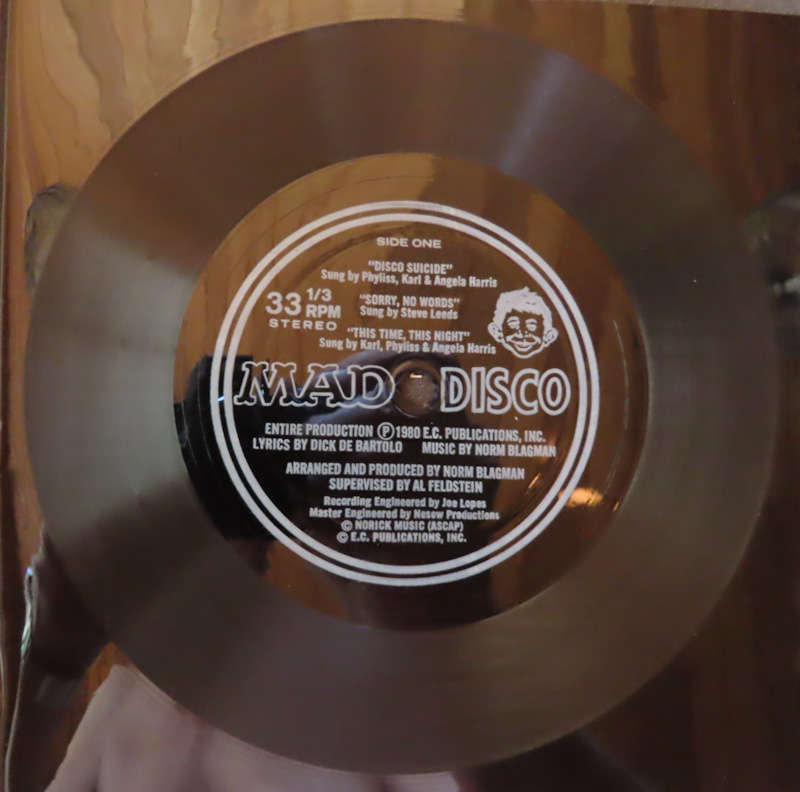 SIDE ONE
"DISCO SUICIDE"
Sung by Phyliss, Karl & Angela Harris
33 1/3 RPM
STEREO
"SORRY, NO WORDS"
Sung by Steve Leeds
"THIS TIME, THIS NIGHT"
Sung by Karl, Phyliss & Angela Harris
MAD DISCO
ENTIRE PRODUCTION Ⓟ 1980 E.C. PUBLICATIONS, INC.
LYRICS BY DICK DE BARTOLO MUSIC BY NORM BLAGMAN
ARRANGED AND PRODUCED BY NORM BLAGMAN
SUPERVISED BY AL FELDSTEIN
Recording Engineered by Joe Lopes
Master Engineered by Nesow Productions
© NORICK MUSIC (ASCAP)
© E.C. PUBLICATIONS, INC.